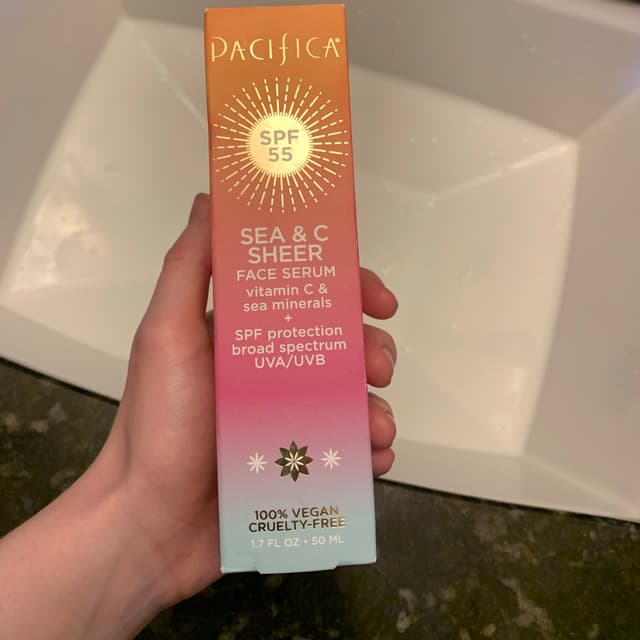 PACIFICA®
SPF
55
SEA & C
SHEER
FACE SERUM
vitamin C &
sea minerals
+
SPF protection
broad spectrum
UVA/UVB
100% VEGAN
CRUELTY-FREE
1.7 FL OZ • 50 ML